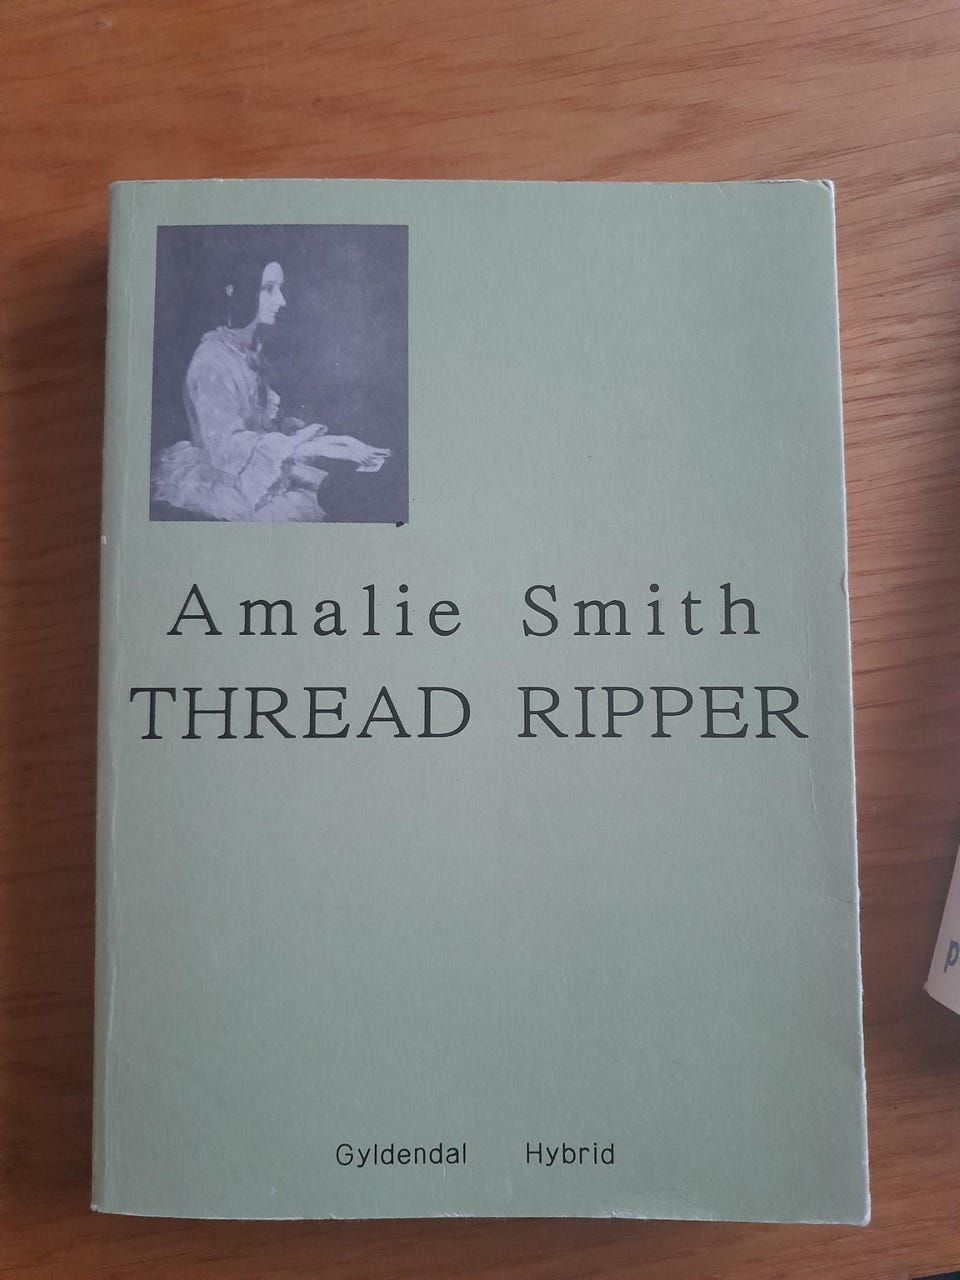 Amalie Smith
THREAD RIPPER
Gyldendal Hybrid
p